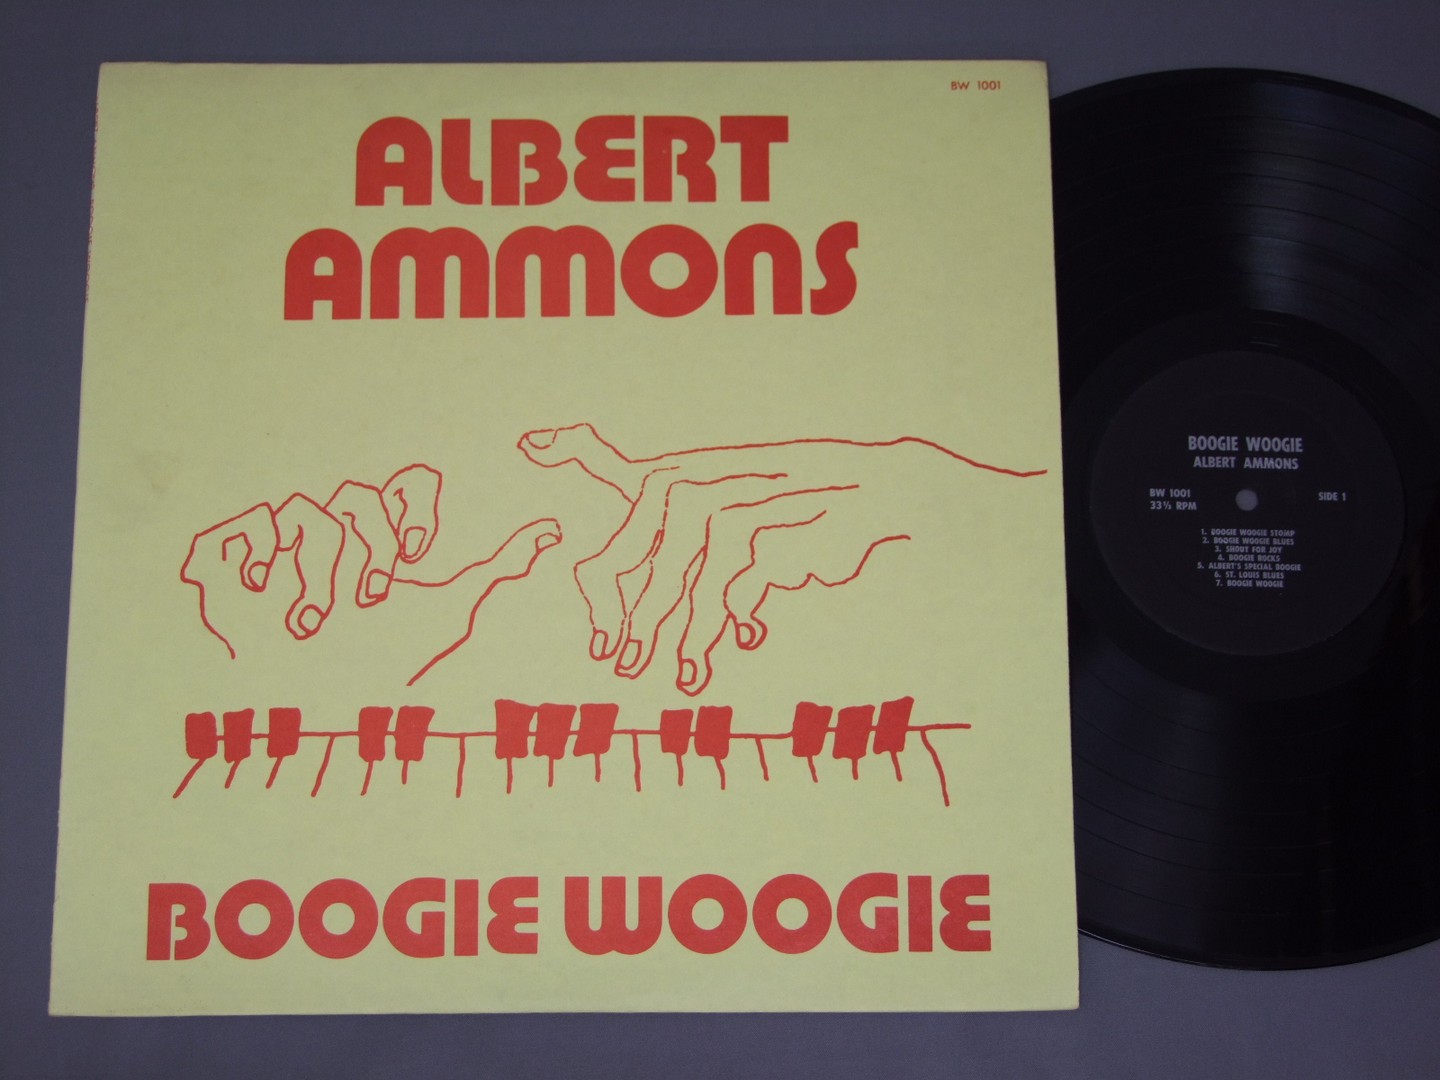 BW 1001
ALBERT
AMMONS
BOOGIE WOOGIE
BOOGIE WOOGIE
ALBERT AMMONS
BW 1001
33⅓ RPM
SIDE 1
1. BOOGIE WOOGIE STOMP
2. BOOGIE WOOGIE BLUES
3. SHOUT FOR JOY
4. BOOGIE ROCKS
5. ALBERT'S SPECIAL BOOGIE
6. ST. LOUIS BLUES
7. BOOGIE WOOGIE